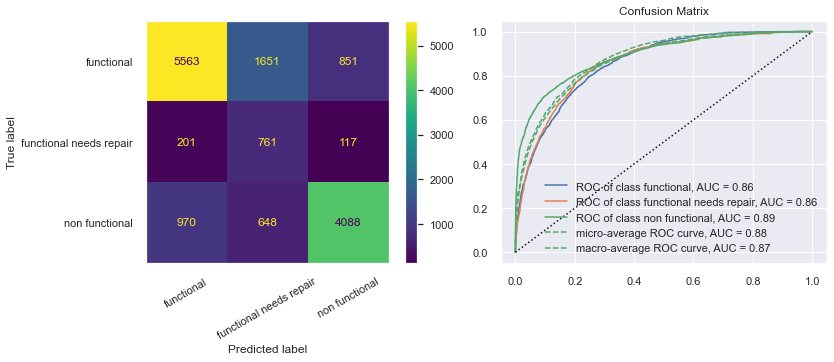 functional
functional needs repair
non functional
True label
5563 1651 851
201 761 117
970 648 4088
functional
functional needs repair
non functional
Predicted label
5000
4000
3000
2000
1000
Confusion Matrix
1.0
0.8
0.6
0.4
0.2
0.0
0.0 0.2 0.4 0.6 0.8 1.0
ROC of class functional, AUC = 0.86
ROC of class functional needs repair, AUC = 0.86
ROC of class non functional, AUC = 0.89
micro-average ROC curve, AUC = 0.88
macro-average ROC curve, AUC = 0.87